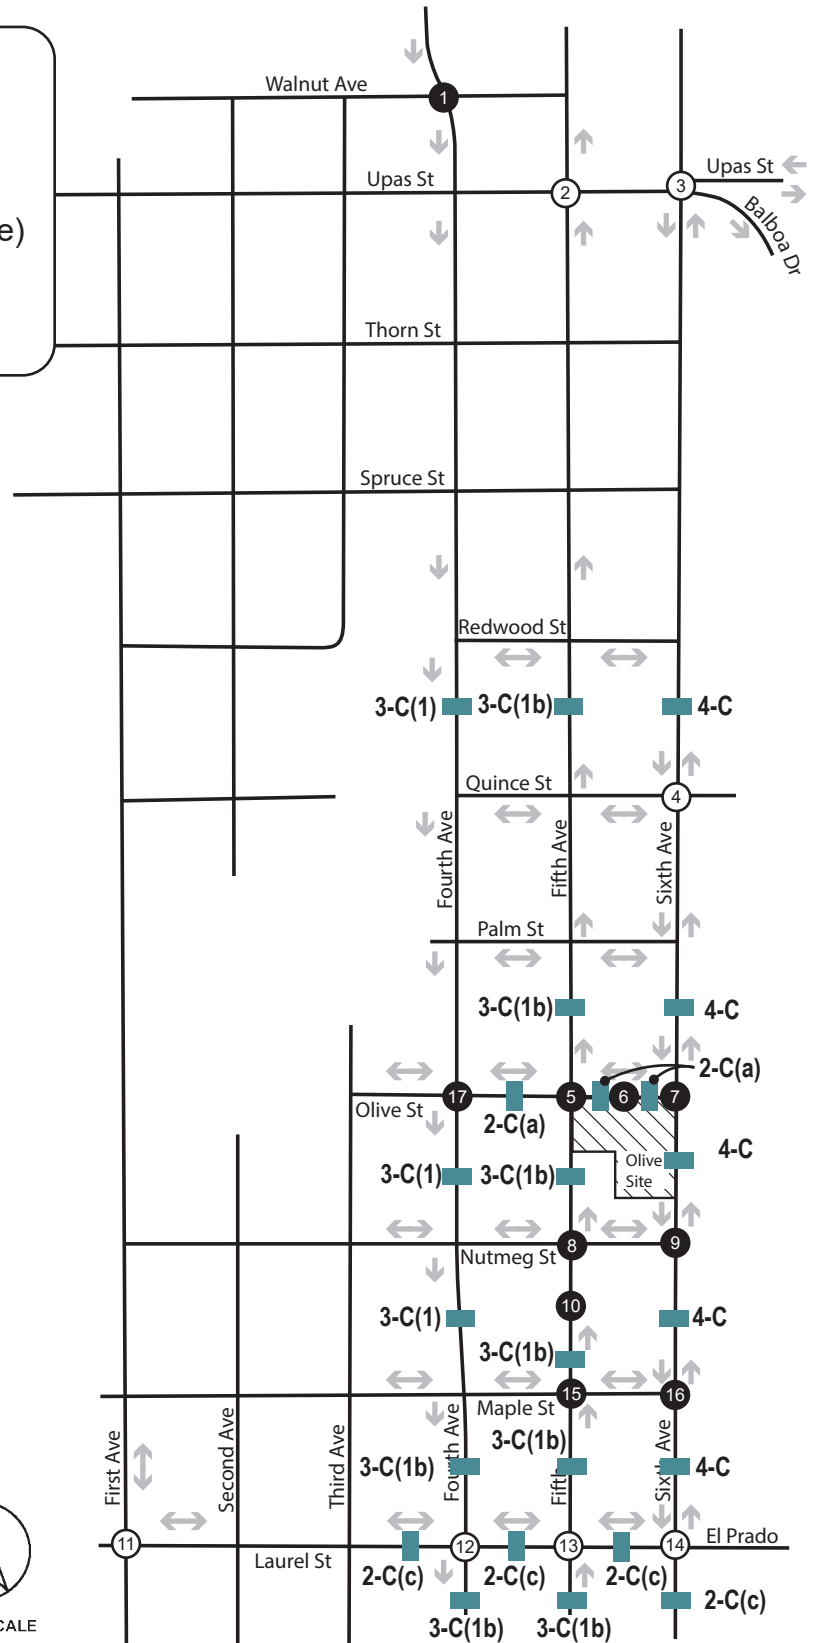 Walnut Ave
1
Upas St
Upas St
2
3
Balboa Dr
e)
Thorn St
Spruce St
Redwood St
3-C(1)
3-C(1b)
4-C
Quince St
4
Fourth Ave
Fifth Ave
Sixth Ave
Palm St
3-C(1b)
4-C
2-C(a)
17
5
6
7
Olive St
2-C(a)
4-C
Olive
Site
3-C(1)
3-C(1b)
8
9
Nutmeg St
10
3-C(1)
4-C
3-C(1b)
15
16
Maple St
3-C(1b)
First Ave
Second Ave
Third Ave
Fourth Ave
Fifth
Sixth Ave
3-C(1b)
4-C
El Prado
11
12
13
14
Laurel St
2-C(c)
2-C(c)
2-C(c)
2-C(c)
3-C(1b)
3-C(1b)
CALE